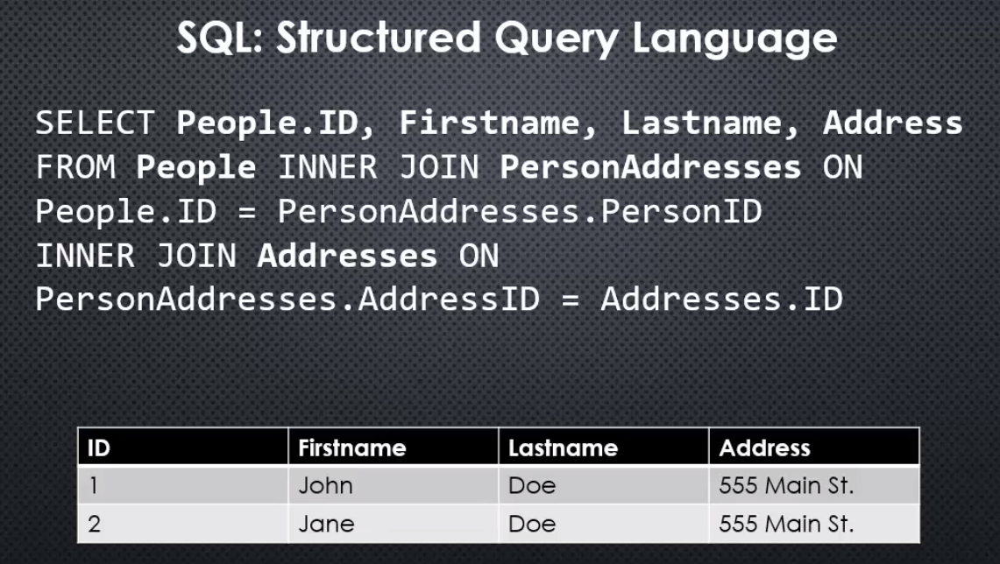 SQL: Structured Query Language
SELECT People.ID, Firstname, Lastname, Address
FROM People INNER JOIN PersonAddresses ON
People.ID = PersonAddresses.PersonID
INNER JOIN Addresses ON
PersonAddresses.AddressID = Addresses.ID
ID Firstname Lastname Address
1 John Doe 555 Main St.
2 Jane Doe 555 Main St.